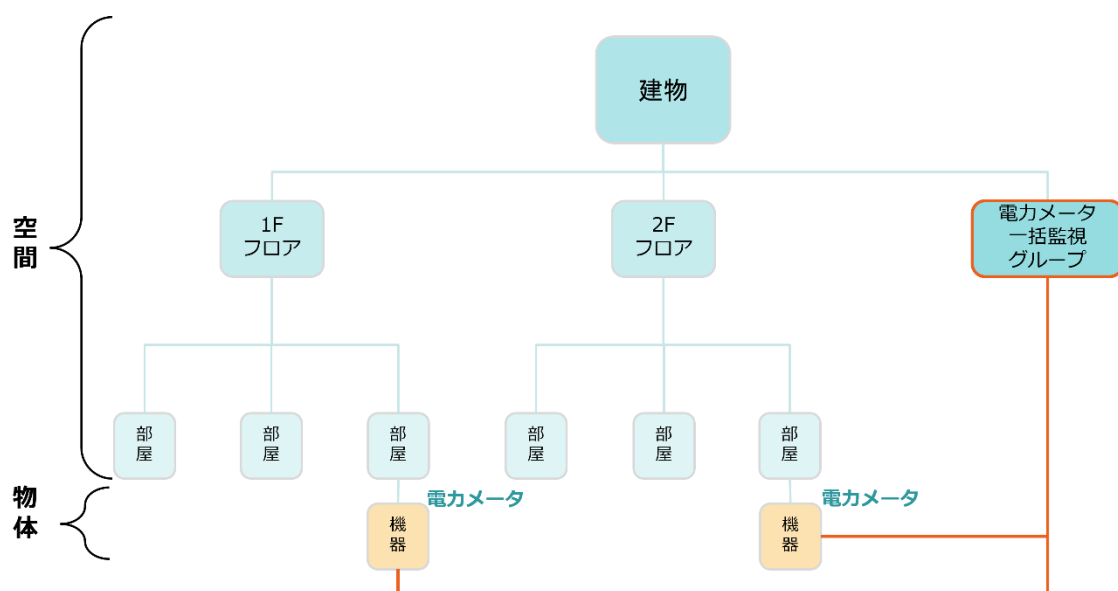 建物
1F
フロア
2F
フロア
電力メータ
一括監視
グループ
空
間
部
屋
部
屋
部
屋
部
屋
部
屋
部
屋
物
体
電力メータ
電力メータ
機
器
機
器